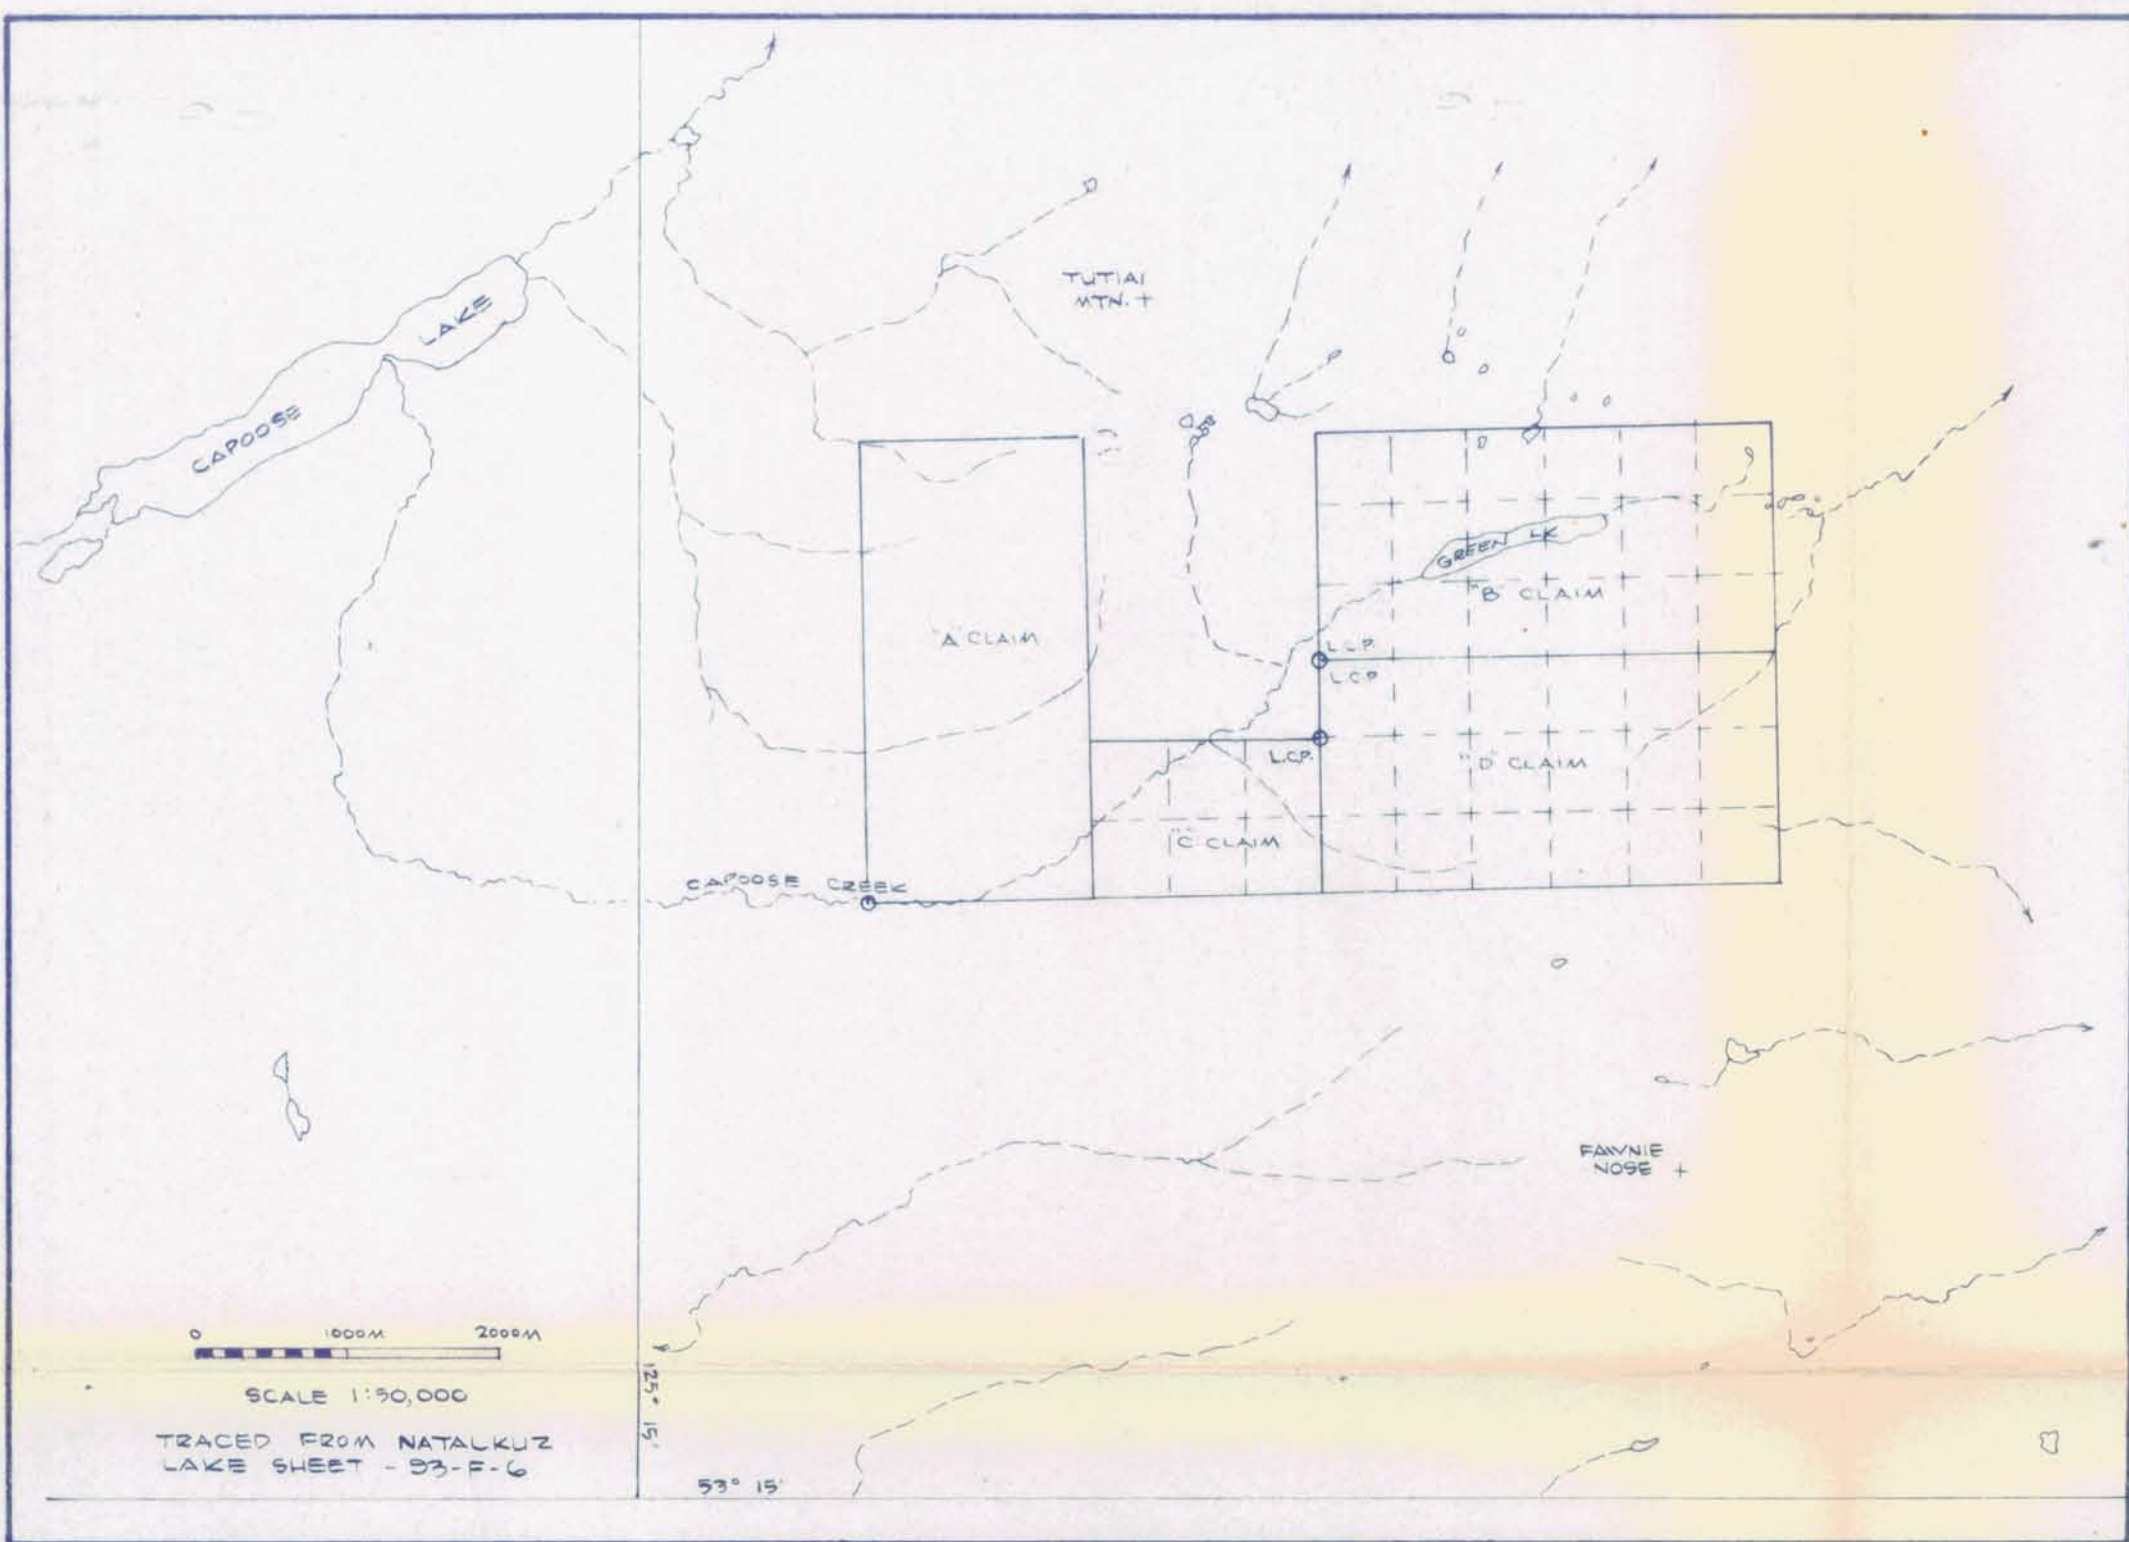 TUTIAI
MTN. +
CAPOOSE LAKE
GREEN LK
"B" CLAIM
"A" CLAIM
L.C.P.
L.C.P.
L.C.P.
"D" CLAIM
"C" CLAIM
CAPOOSE CREEK
FAWNIE
NOSE +
0 1000M 2000M
SCALE 1:50,000
TRACED FROM NATALKUZ
LAKE SHEET - 93-F-6
125° 15'
53° 15'